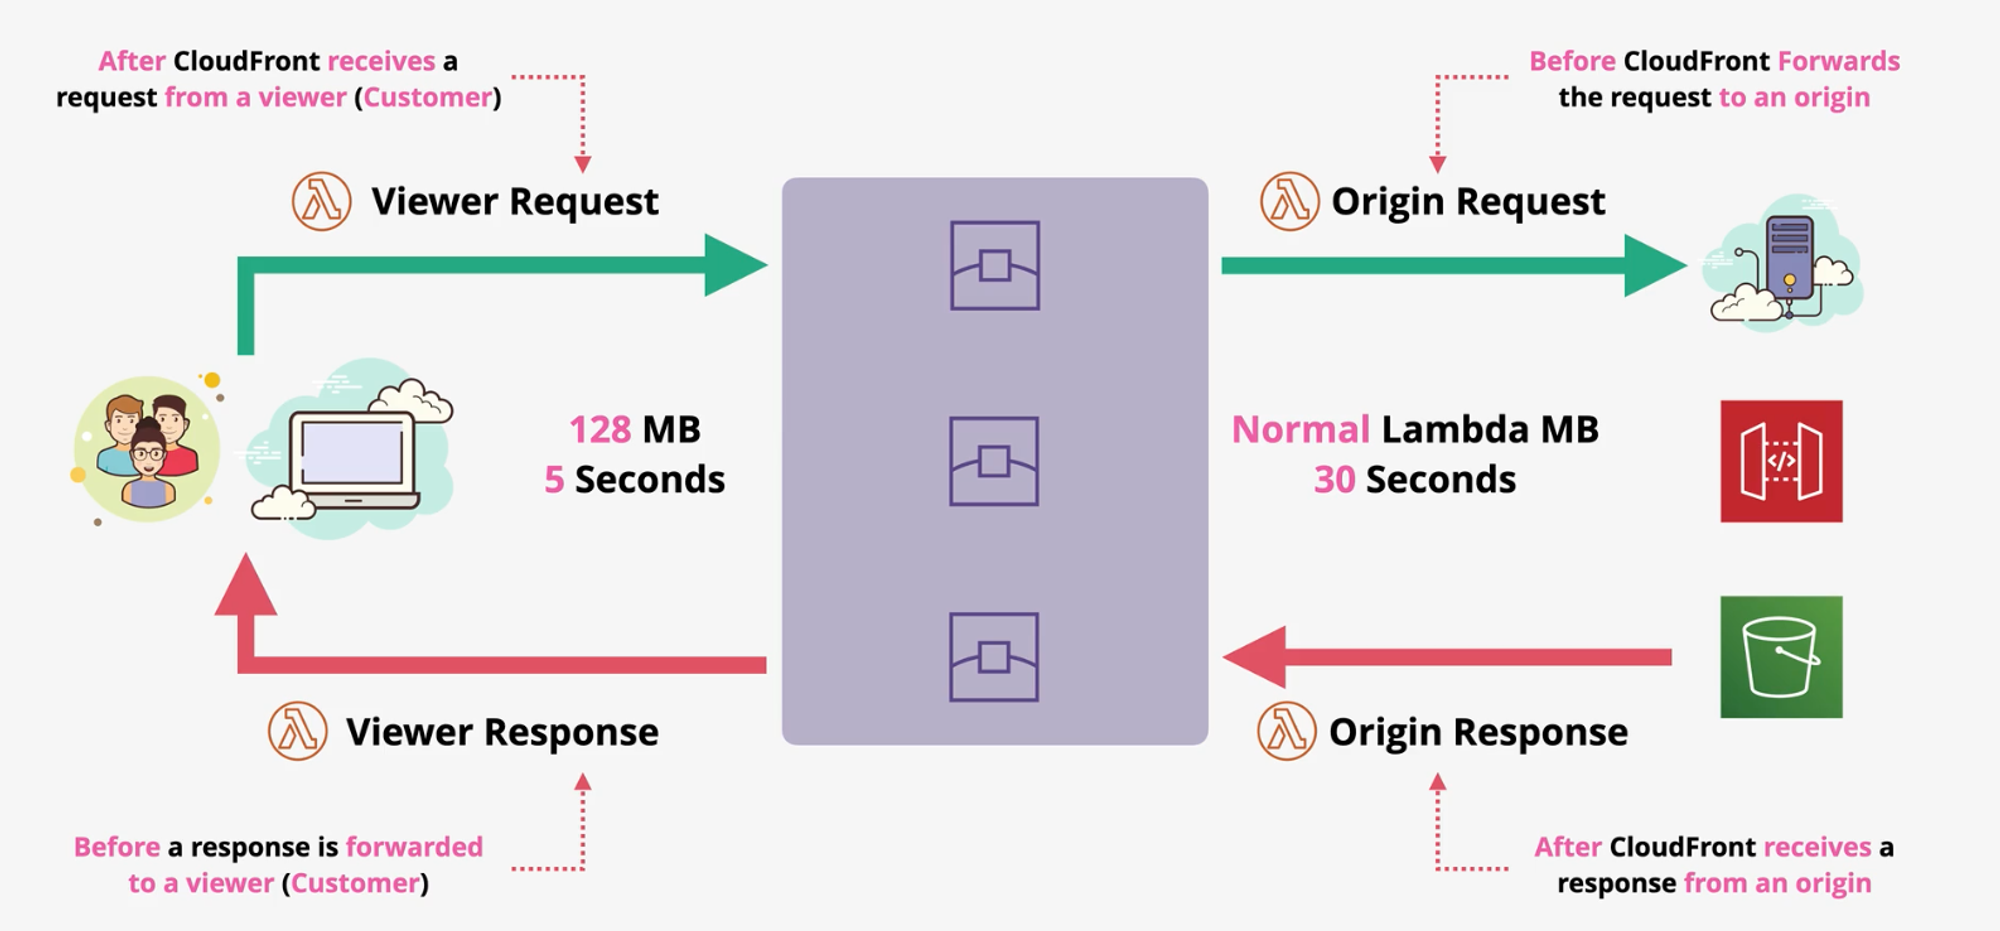 After CloudFront receives a
request from a viewer (Customer)
Before CloudFront Forwards
the request to an origin
Viewer Request
Origin Request
128 MB
5 Seconds
Normal Lambda MB
30 Seconds
</>
Viewer Response
Origin Response
Before a response is forwarded
to a viewer (Customer)
After CloudFront receives a
response from an origin